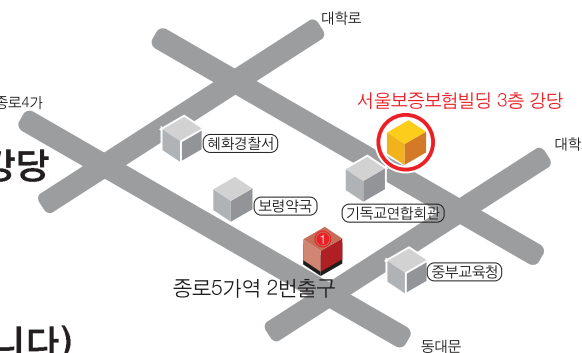 대학로
종로4가
서울보증보험빌딩 3층 강당
혜화경찰서
대학
강당
보령약국
기독교연합회관
1
중부교육청
종로5가역 2번출구
니다)
동대문